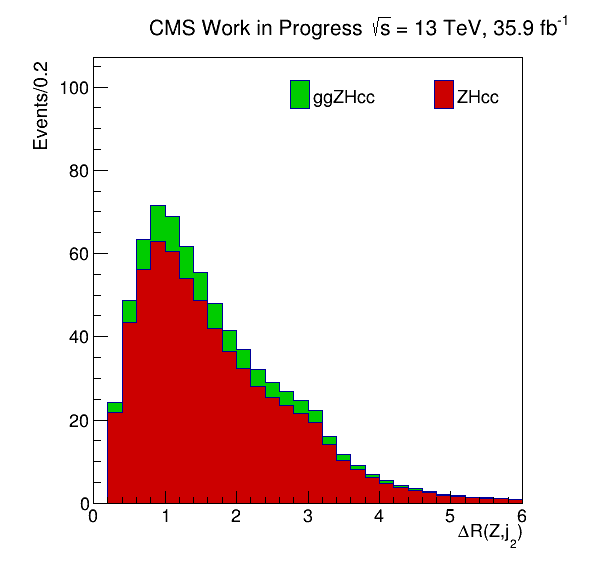 CMS Work in Progress √s = 13 TeV, 35.9 fb⁻¹
Events/0.2
ggZHcc ZHcc
100
80
60
40
20
0
0 1 2 3 4 5 6
ΔR(Z,j₂)